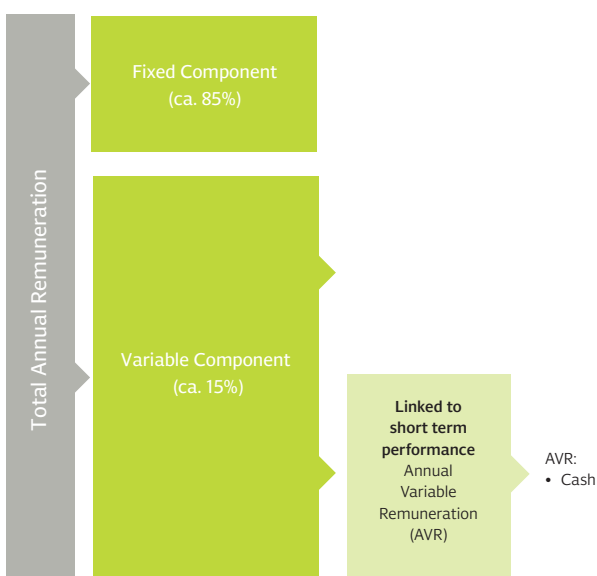 Total Annual Remuneration
Fixed Component
(ca. 85%)
Variable Component
(ca. 15%)
Linked to
short term
performance
Annual
Variable
Remuneration
(AVR)
AVR:
• Cash